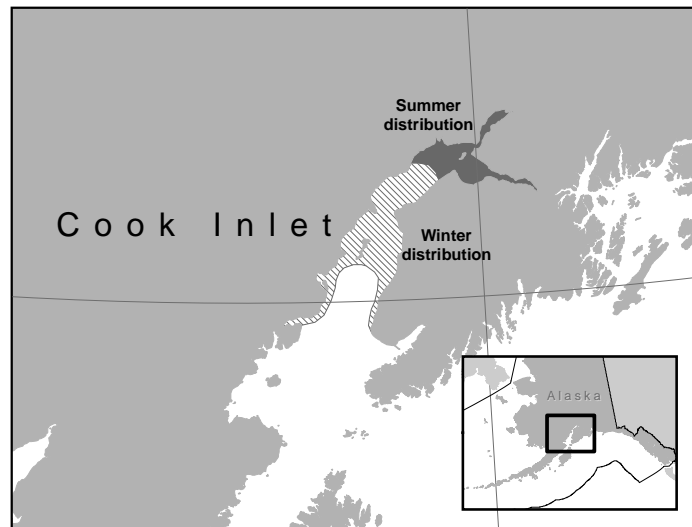 Summer
distribution
Cook Inlet
Winter
distribution
Alaska